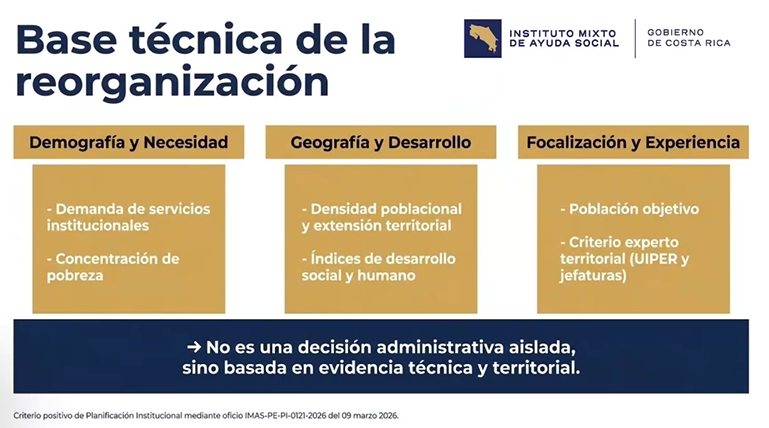 Base técnica de la
reorganización
INSTITUTO MIXTO
DE AYUDA SOCIAL
GOBIERNO
DE COSTA RICA
Demografía y Necesidad
- Demanda de servicios
institucionales
- Concentración de
pobreza
Geografía y Desarrollo
- Densidad poblacional
y extensión territorial
- Índices de desarrollo
social y humano
Focalización y Experiencia
- Población objetivo
- Criterio experto
territorial (UIPER y
jefaturas)
→ No es una decisión administrativa aislada,
sino basada en evidencia técnica y territorial.
Criterio positivo de Planificación Institucional mediante oficio IMAS-PE-PI-0121-2026 del 09 marzo 2026.